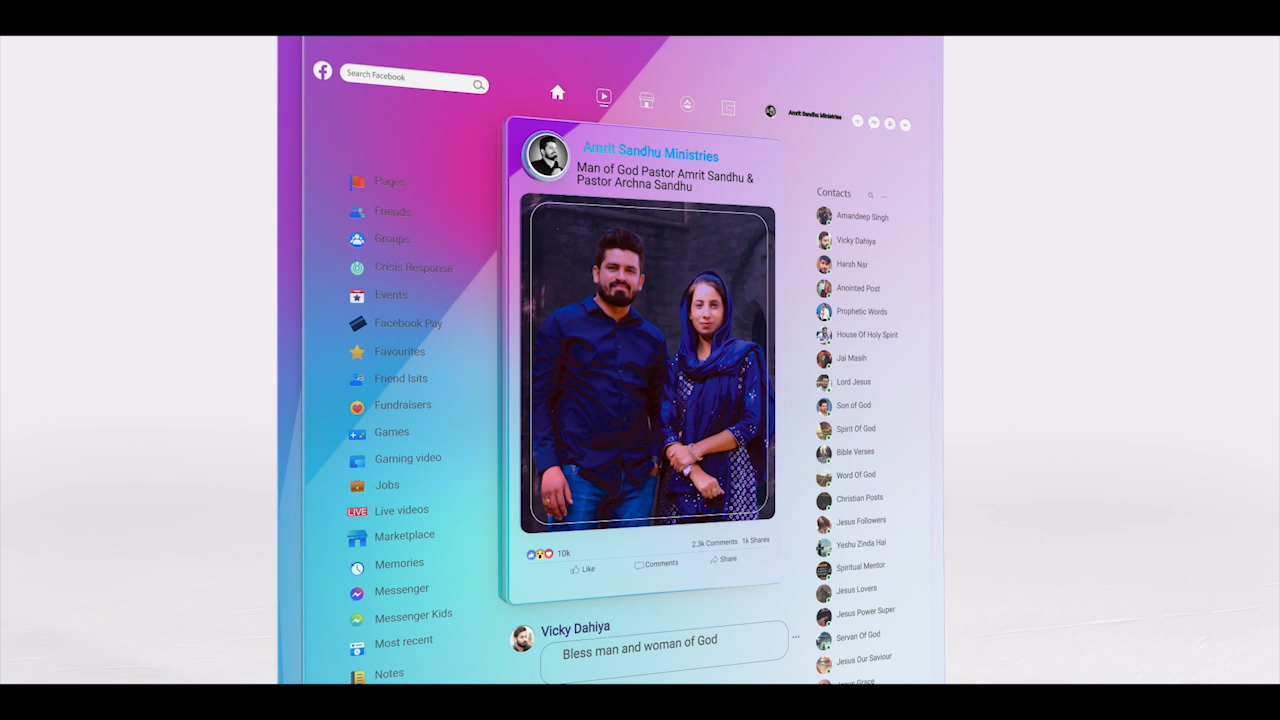 Search Facebook
Amrit Sandhu Ministries
Amrit Sandhu Ministries
Man of God Pastor Amrit Sandhu &
Pastor Archna Sandhu
Pages
Friends
Groups
Crisis Response
Events
Facebook Pay
Favourites
Friend lsits
Fundraisers
Games
Gaming video
Jobs
LIVE
Live videos
Marketplace
Memories
Messenger
Messenger Kids
Most recent
Notes
10k
2.3k Comments 1k Shares
Like
Comments
Share
Vicky Dahiya
Bless man and woman of God
Contacts
Amandeep Singh
Vicky Dahiya
Harsh Nsr
Anointed Post
Prophetic Words
House Of Holy Spirit
Jai Masih
Lord Jesus
Son of God
Spirit Of God
Bible Verses
Word Of God
Christian Posts
Jesus Followers
Yeshu Zinda Hai
Spiritual Mentor
Jesus Lovers
Jesus Power Super
Servan Of God
Jesus Our Saviour
Jesus Grace